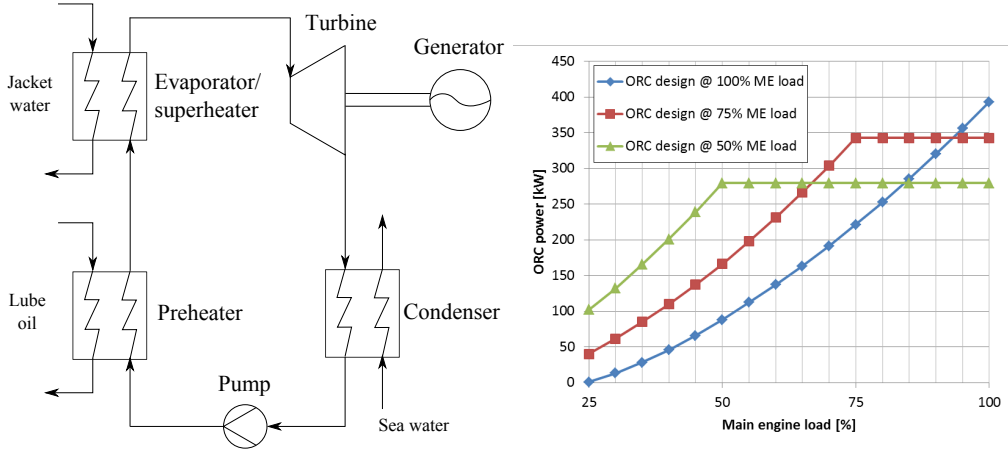 Turbine
Generator
Jacket
water
Evaporator/
superheater
Lube
oil
Preheater
Condenser
Pump
Sea water
ORC power [kW]
450
400
350
300
250
200
150
100
50
0
ORC design @ 100% ME load
ORC design @ 75% ME load
ORC design @ 50% ME load
25
50
75
100
Main engine load [%]